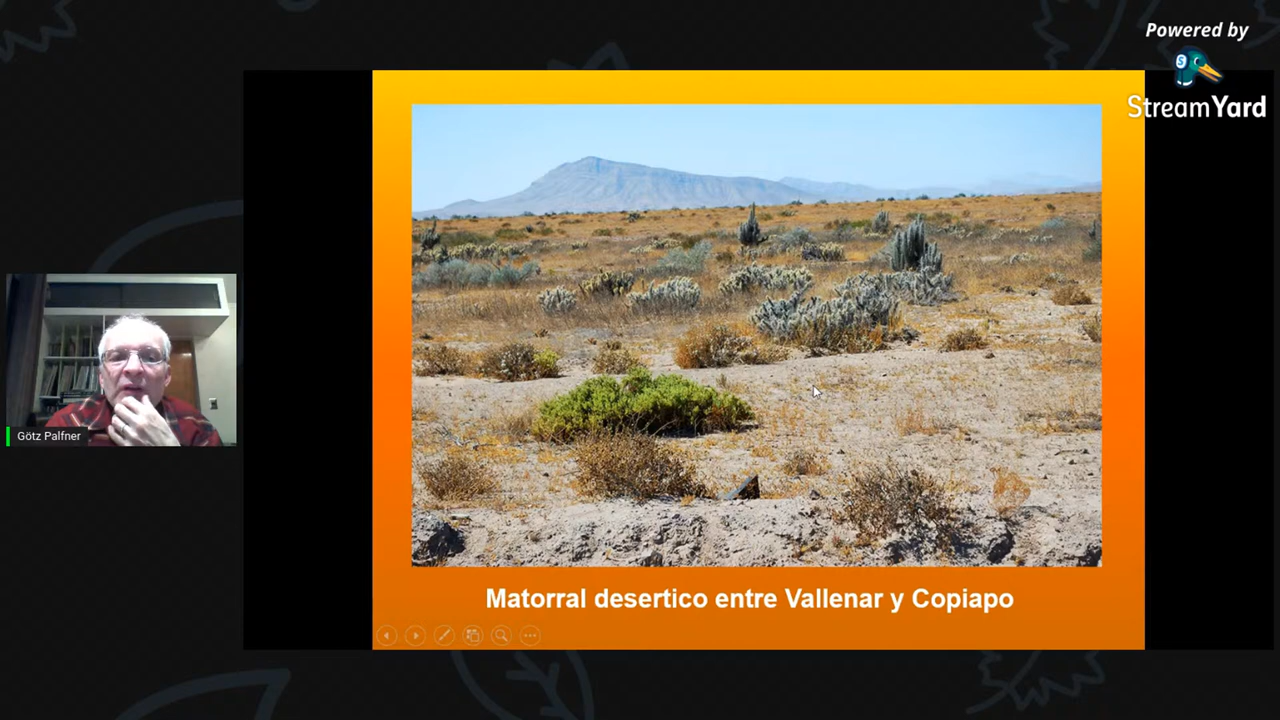 Powered by
StreamYard
Götz Palfner
Matorral desertico entre Vallenar y Copiapo